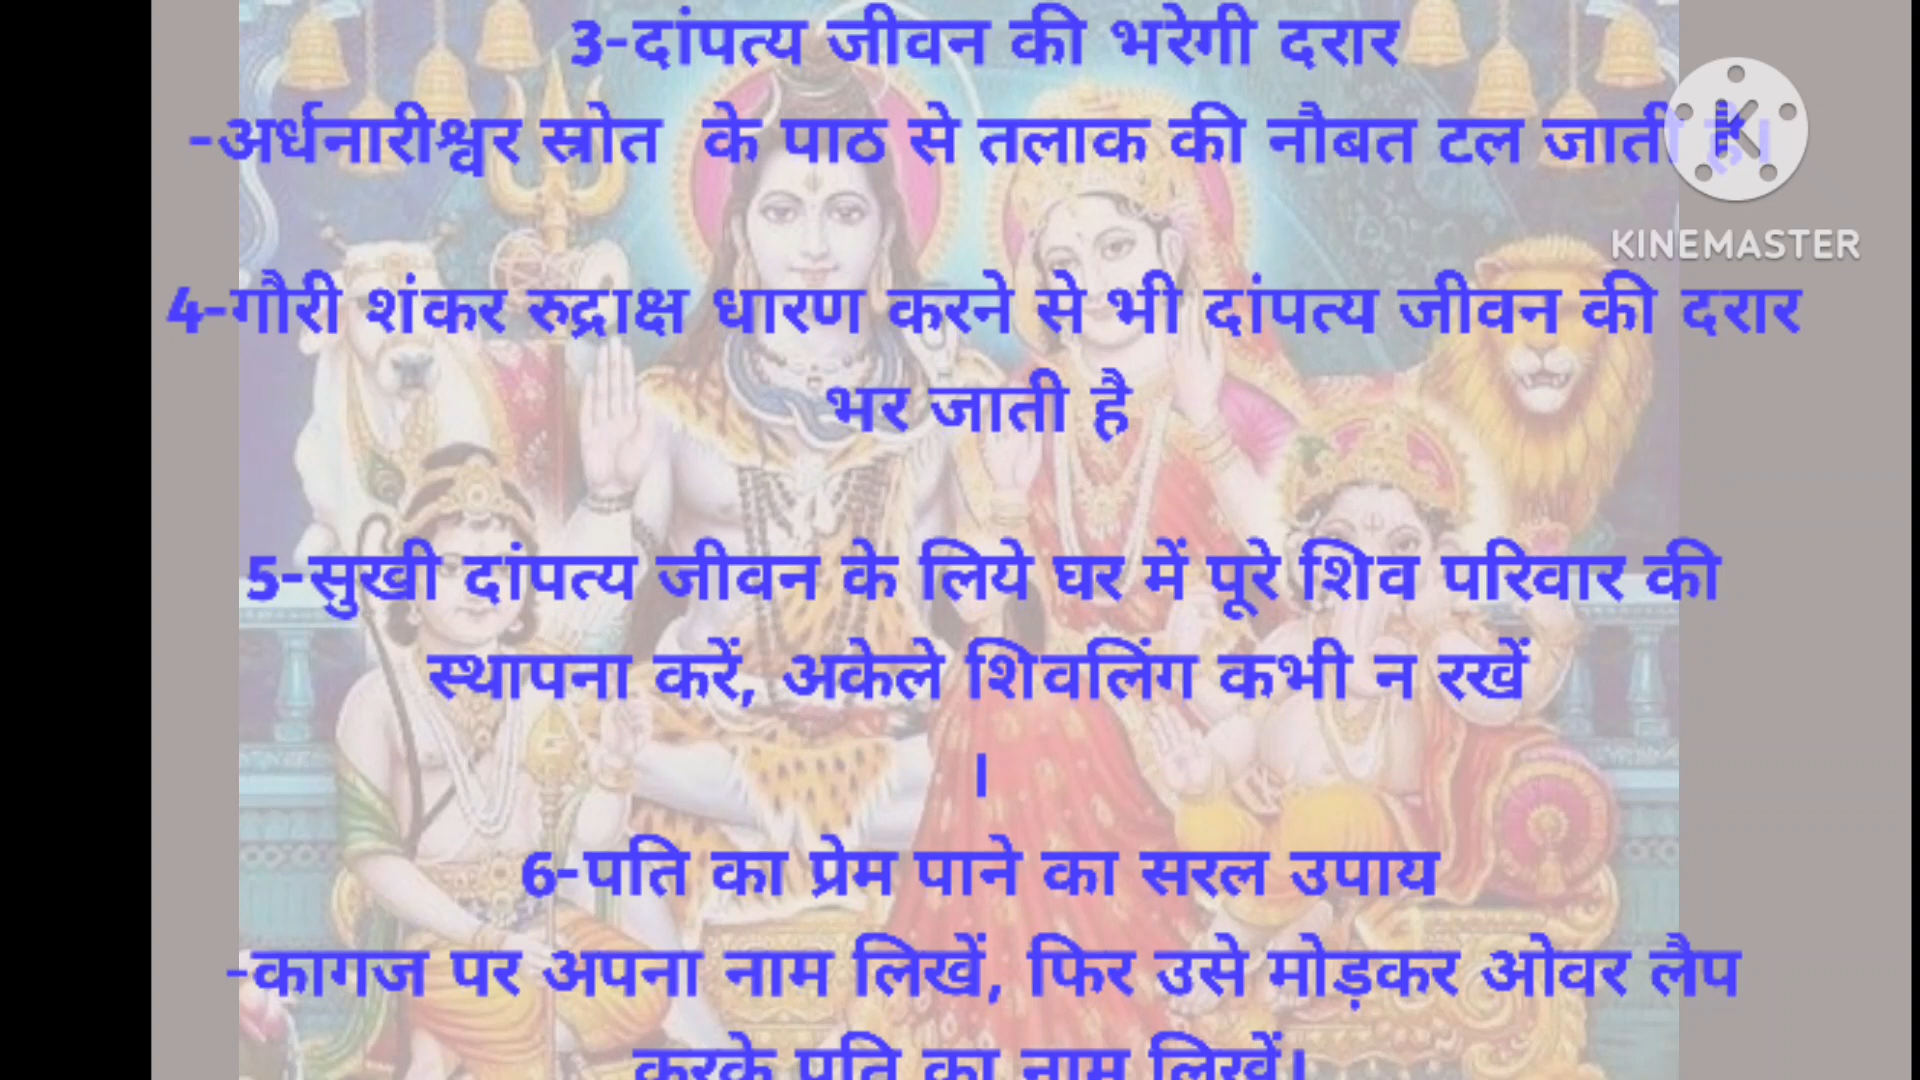 3-दांपत्य जीवन की भरेगी दरार
-अर्धनारीश्वर स्रोत के पाठ से तलाक की नौबत टल जाती है।
KINEMASTER
4-गौरी शंकर रुद्राक्ष धारण करने से भी दांपत्य जीवन की दरार
भर जाती है
5-सुखी दांपत्य जीवन के लिये घर में पूरे शिव परिवार की
स्थापना करें, अकेले शिवलिंग कभी न रखें
।
6-पति का प्रेम पाने का सरल उपाय
-कागज पर अपना नाम लिखें, फिर उसे मोड़कर ओवर लैप
करके पति का नाम लिखें।